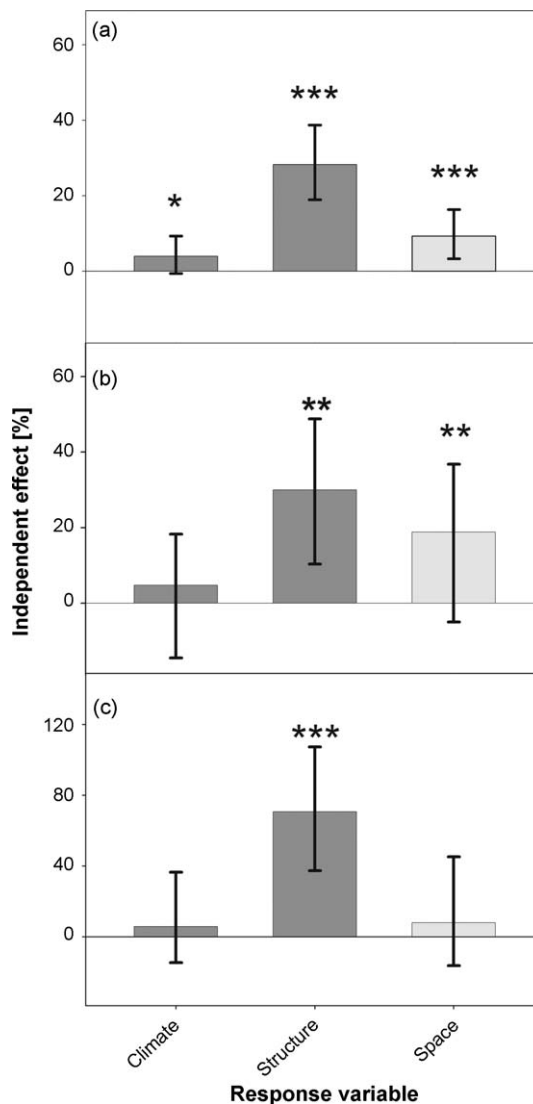 (a)
60
40
20
0
*
***
***
(b)
60
40
20
0
**
**
(c)
120
80
40
0
***
Independent effect [%]
Climate
Structure
Space
Response variable